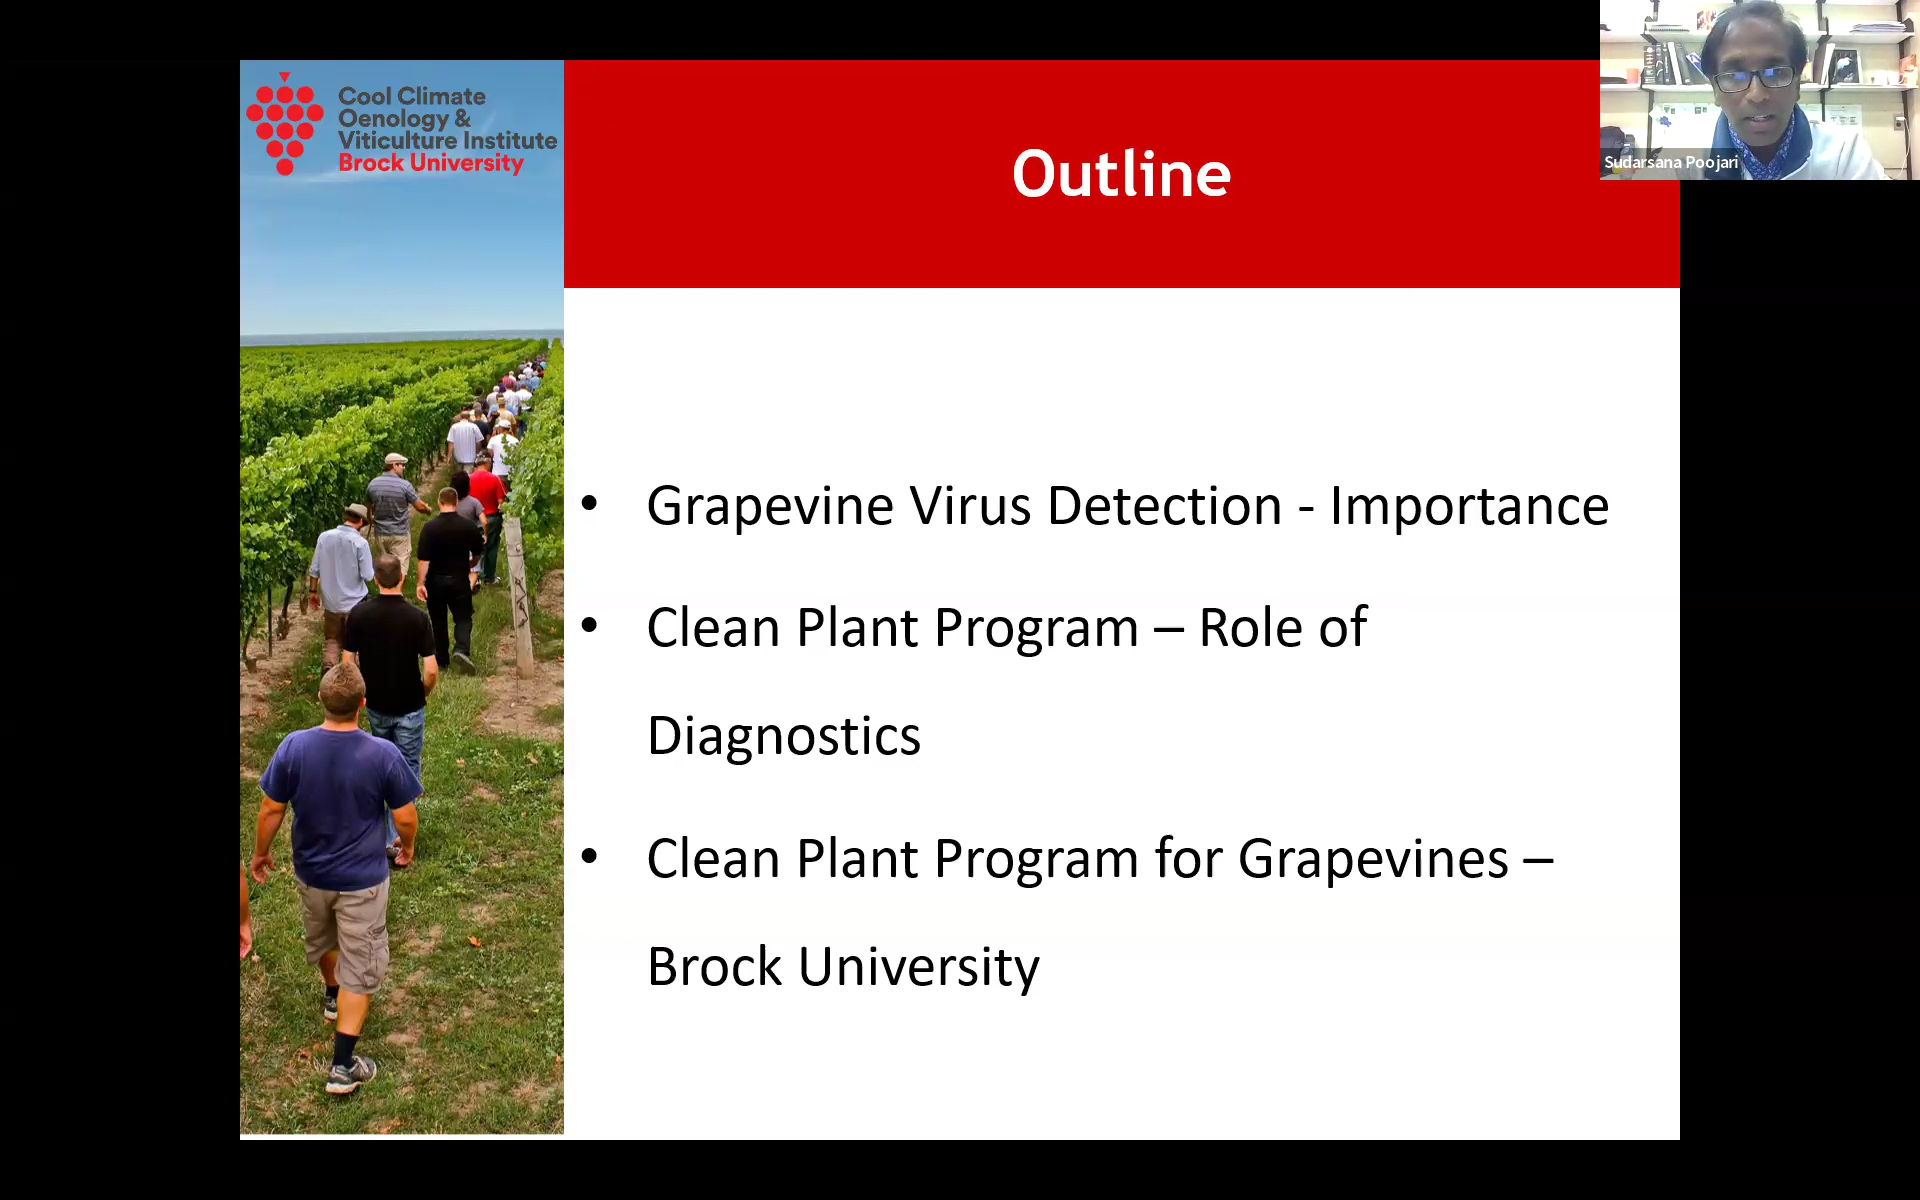 Cool Climate
Oenology &
Viticulture Institute
Brock University
Outline
Sudarsana Poojari
• Grapevine Virus Detection - Importance
• Clean Plant Program – Role of
Diagnostics
• Clean Plant Program for Grapevines –
Brock University